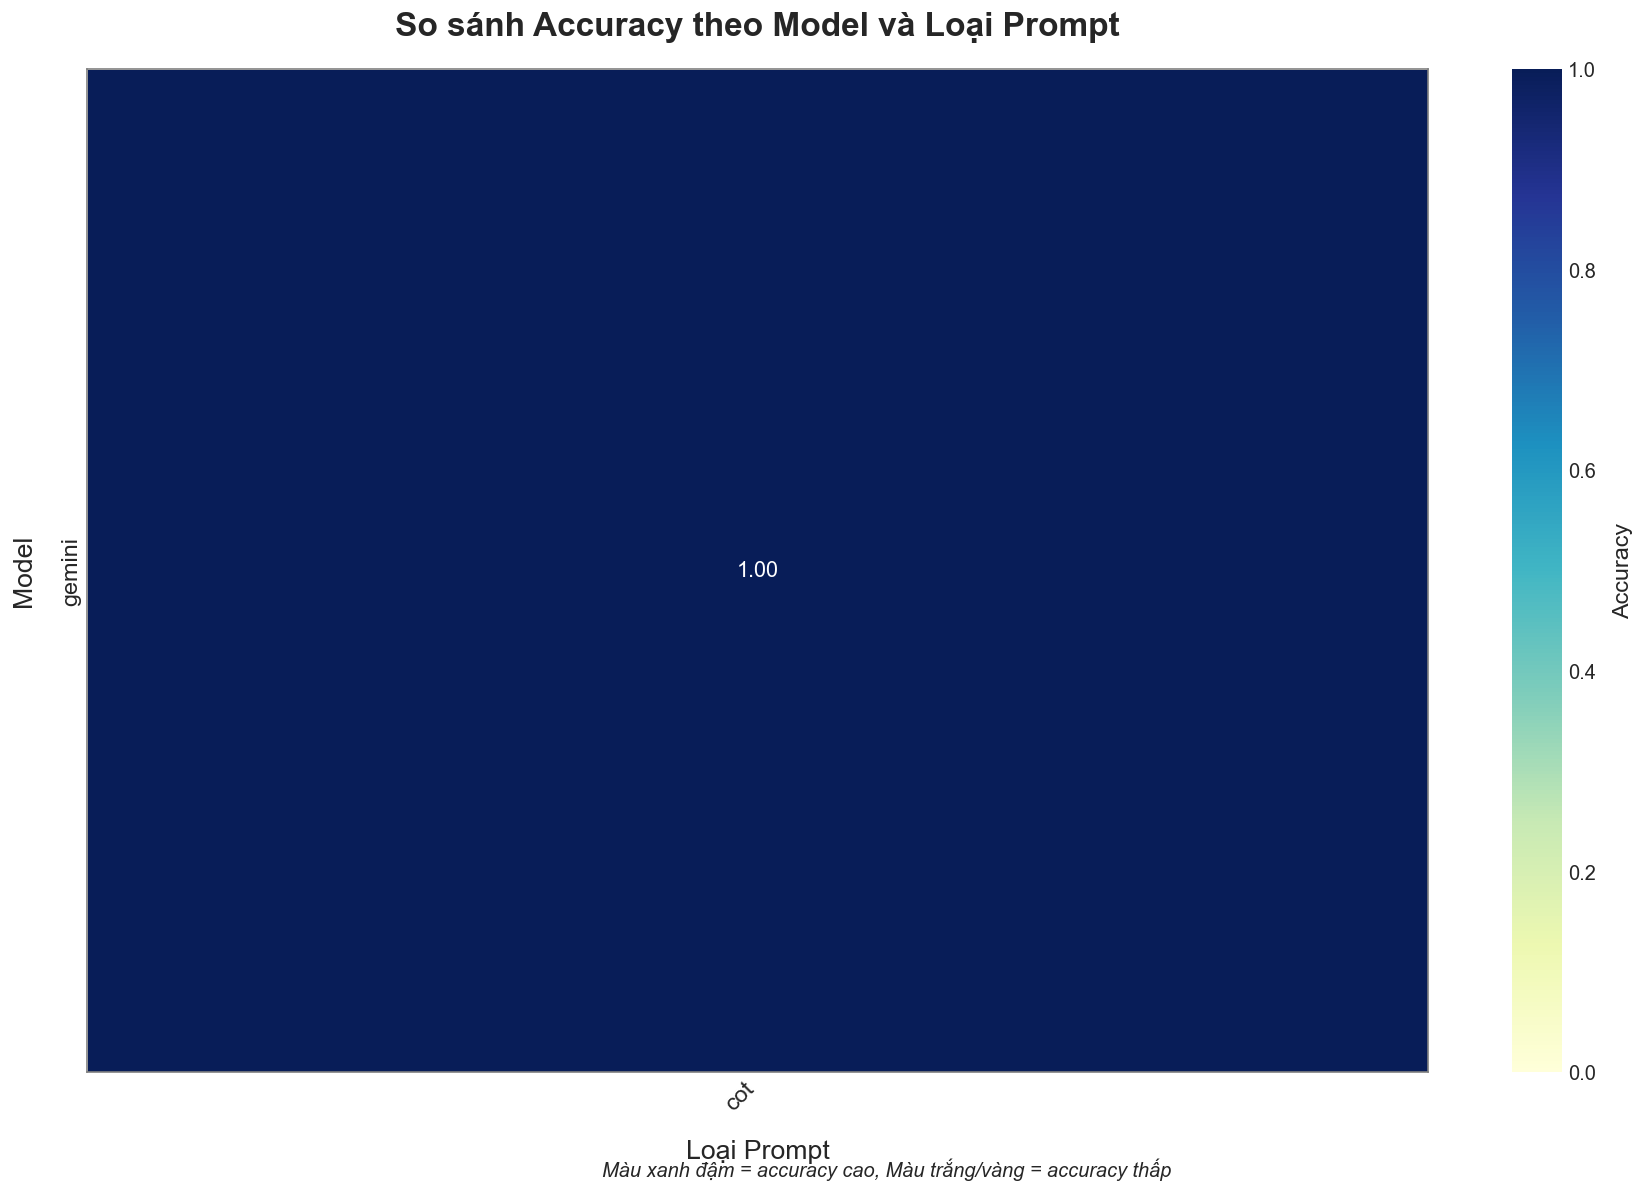 So sánh Accuracy theo Model và Loại Prompt
1.0
0.8
0.6
0.4
0.2
0.0
Accuracy
Model
gemini
1.00
cot
Loại Prompt
Màu xanh đậm = accuracy cao, Màu trắng/vàng = accuracy thấp